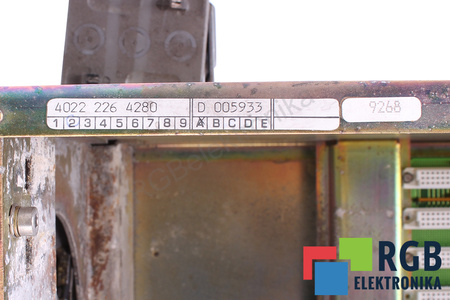 4022 226 4280 D 005933
1 2 3 4 5 6 7 8 9 A B C D E
9268
RGB
ELEKTRONIKA